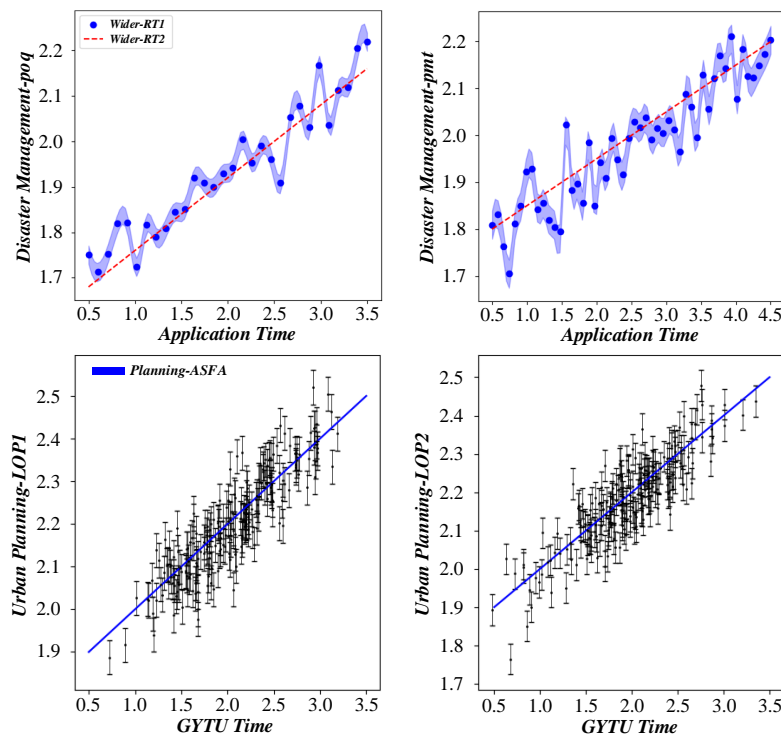 Disaster Management-poq
2.2
2.1
2.0
1.9
1.8
1.7
Wider-RT1
Wider-RT2
0.5 1.0 1.5 2.0 2.5 3.0 3.5
Application Time
Disaster Management-pmt
2.2
2.1
2.0
1.9
1.8
1.7
0.5 1.0 1.5 2.0 2.5 3.0 3.5 4.0 4.5
Application Time
Urban Planning-LOP1
2.5
2.4
2.3
2.2
2.1
2.0
1.9
Planning-ASFA
0.5 1.0 1.5 2.0 2.5 3.0 3.5
GYTU Time
Urban Planning-LOP2
2.5
2.4
2.3
2.2
2.1
2.0
1.9
1.8
1.7
0.5 1.0 1.5 2.0 2.5 3.0 3.5
GYTU Time